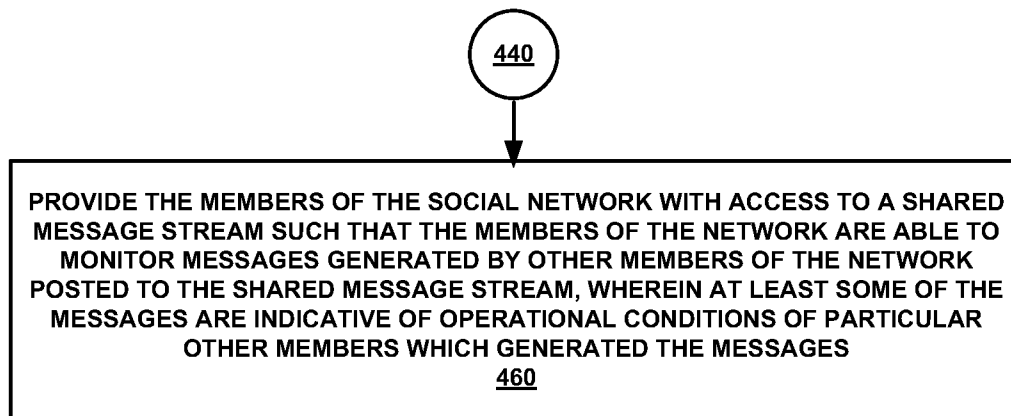 440
PROVIDE THE MEMBERS OF THE SOCIAL NETWORK WITH ACCESS TO A SHARED
MESSAGE STREAM SUCH THAT THE MEMBERS OF THE NETWORK ARE ABLE TO
MONITOR MESSAGES GENERATED BY OTHER MEMBERS OF THE NETWORK
POSTED TO THE SHARED MESSAGE STREAM, WHEREIN AT LEAST SOME OF THE
MESSAGES ARE INDICATIVE OF OPERATIONAL CONDITIONS OF PARTICULAR
OTHER MEMBERS WHICH GENERATED THE MESSAGES
460